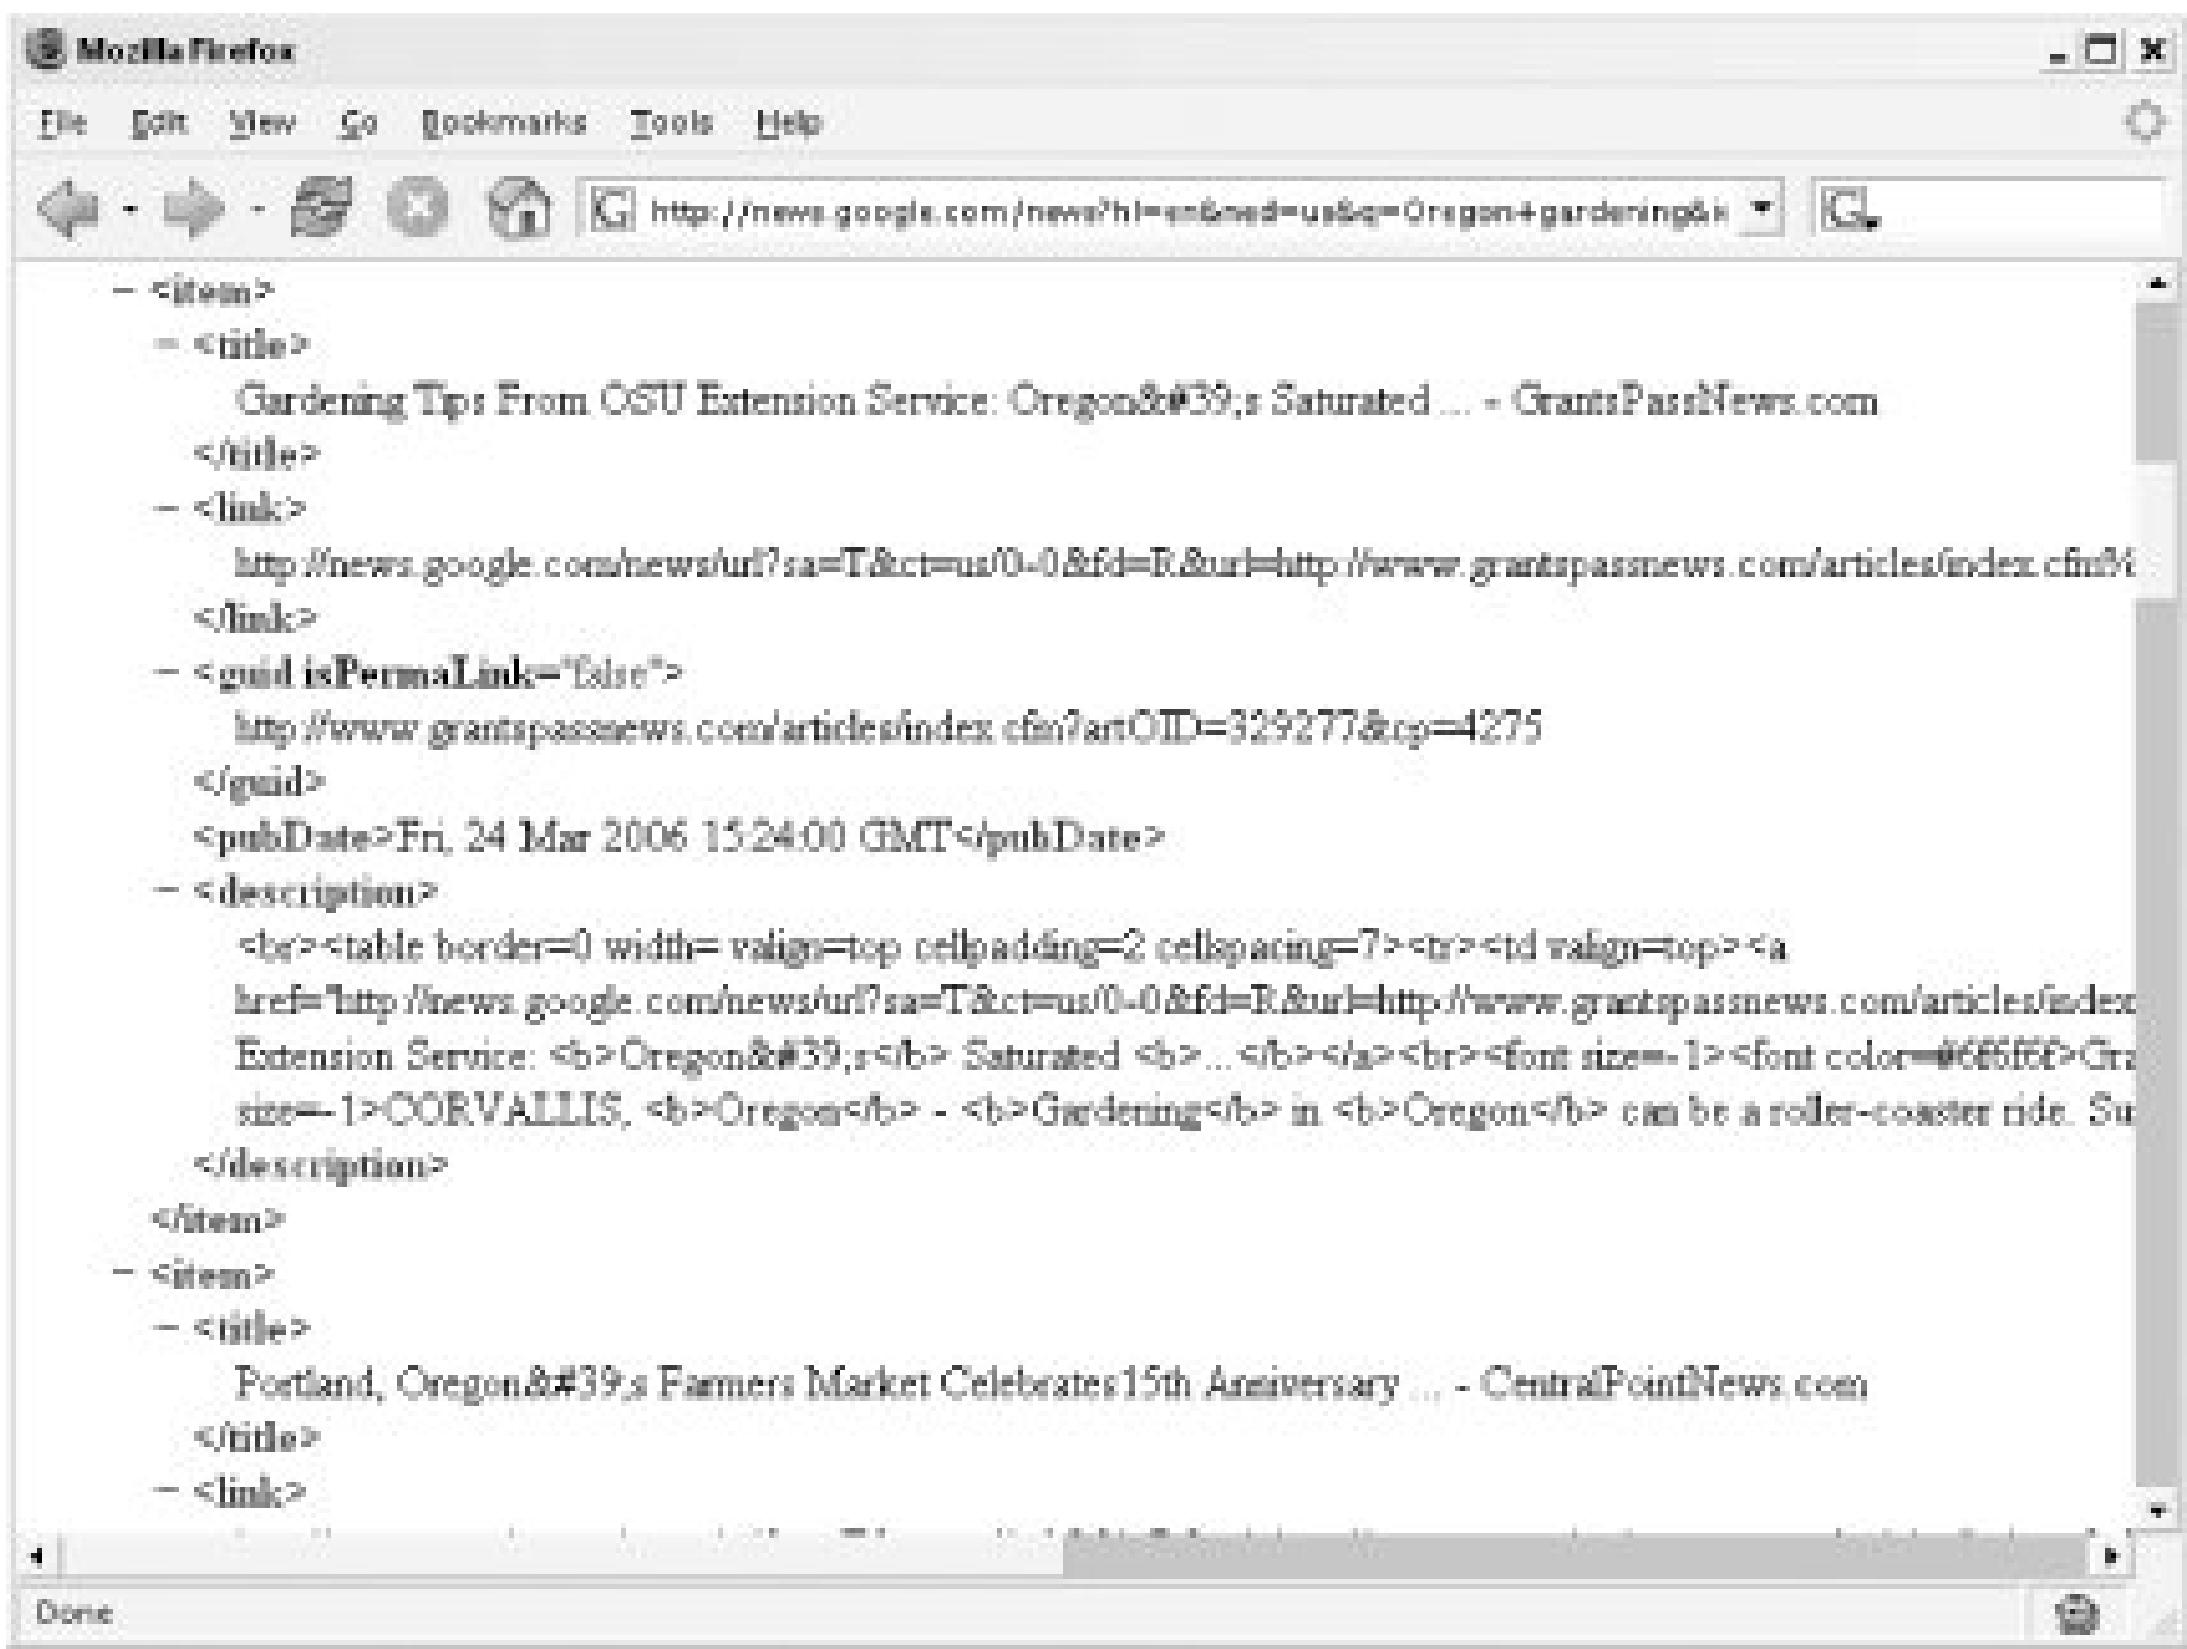 Mozilla Firefox
File Edit View Go Bookmarks Tools Help
http://news.google.com/news?hl=en&ned=us&q=Oregon+gardening&i
− <item>
− <title>
Gardening Tips From OSU Extension Service: Oregon&#39;s Saturated ... - GrantsPassNews.com
</title>
− <link>
http://news.google.com/news/url?sa=T&ct=us/0-0&fd=R&url=http://www.grantspassnews.com/articles/index.cfm%
</link>
− <guid isPermaLink="false">
http://www.grantspassnews.com/articles/index.cfm?artOID=329277&cp=4275
</guid>
<pubDate>Fri, 24 Mar 2006 15:24:00 GMT</pubDate>
− <description>
<br><table border=0 width= valign=top cellpadding=2 cellspacing=7><tr><td valign=top><a
href="http://news.google.com/news/url?sa=T&ct=us/0-0&fd=R&url=http://www.grantspassnews.com/articles/index
Extension Service: <b>Oregon&#39;s</b> Saturated <b>...</b></a><br><font size=-1><font color=#6f6f6f>Gra
size=-1>CORVALLIS, <b>Oregon</b> - <b>Gardening</b> in <b>Oregon</b> can be a roller-coaster ride. Su
</description>
</item>
− <item>
− <title>
Portland, Oregon&#39;s Farmers Market Celebrates15th Anniversary ... - CentralPointNews.com
</title>
− <link>
Done